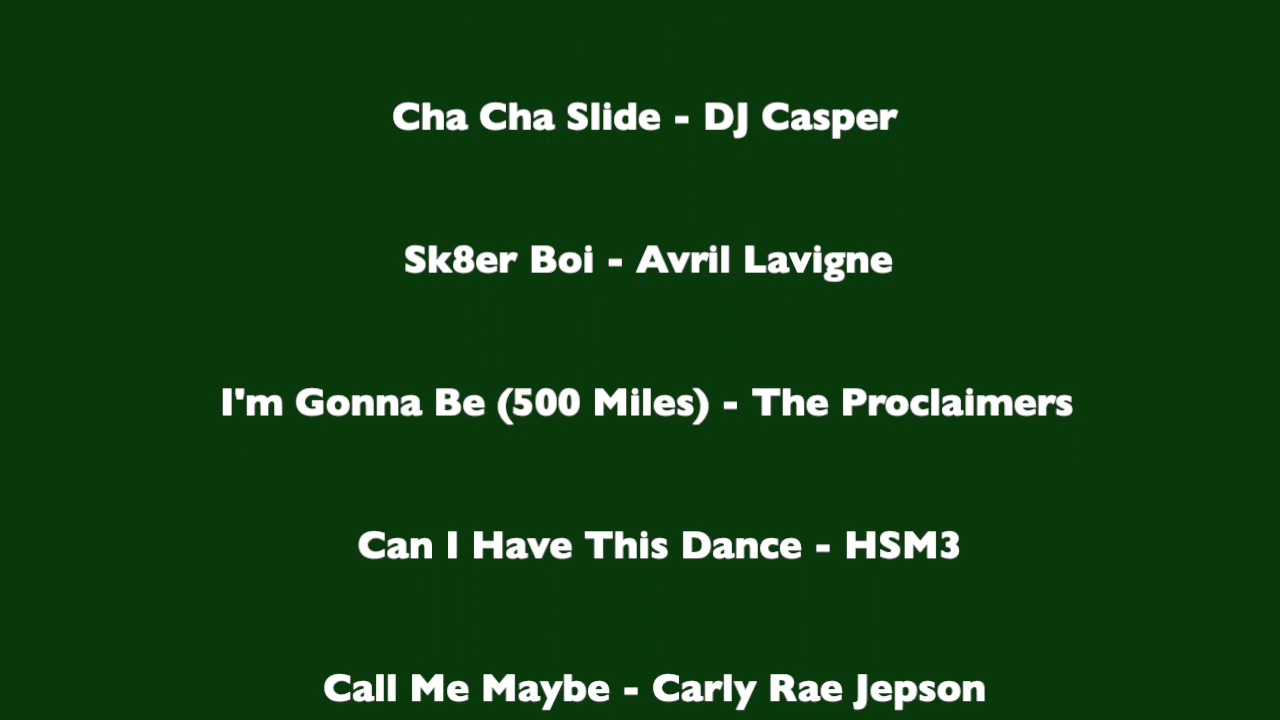 Cha Cha Slide - DJ Casper
Sk8er Boi - Avril Lavigne
I'm Gonna Be (500 Miles) - The Proclaimers
Can I Have This Dance - HSM3
Call Me Maybe - Carly Rae Jepson